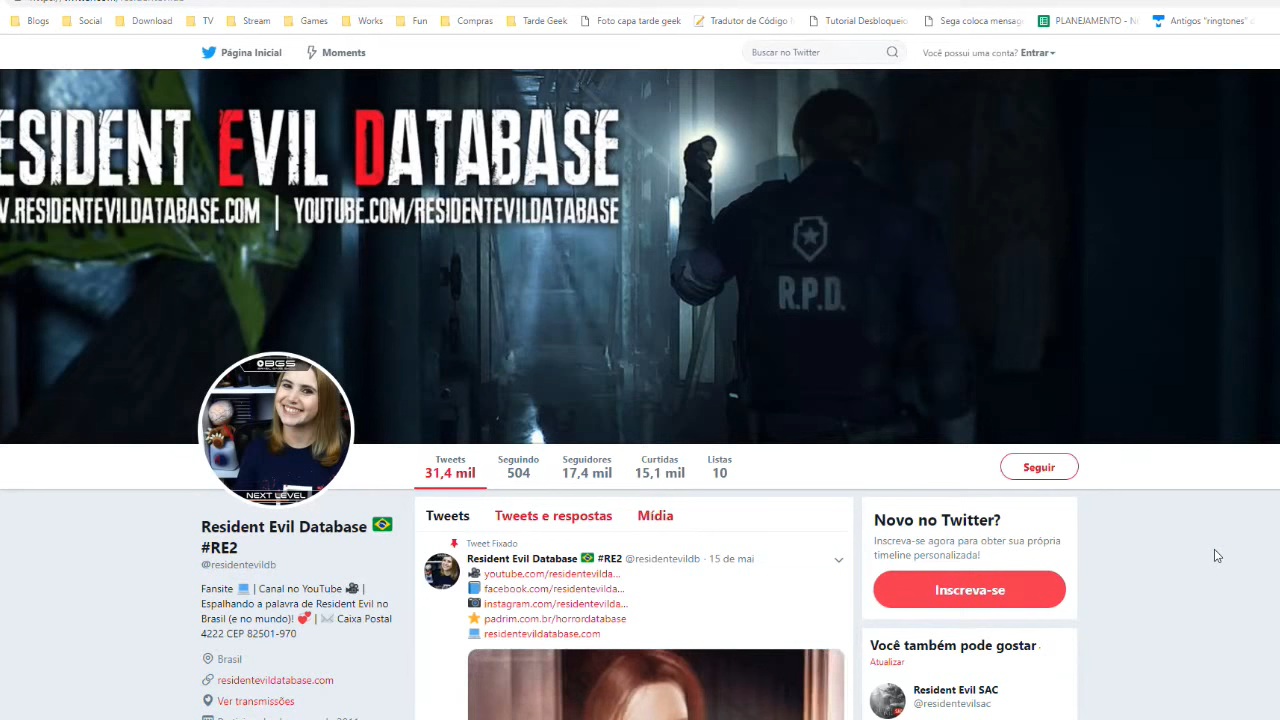 Blogs Social Download TV Stream Games Works Fun Compras Tarde Geek Foto capa tarde geek Tradutor de Código Tutorial Desbloqueio Sega coloca mensag PLANEJAMENTO - Antigos "ringtones"
Página Inicial Moments Buscar no Twitter Você possui uma conta? Entrar
ESIDENT EVIL DATABASE
.RESIDENTEVILDATABASE.COM | YOUTUBE.COM/RESIDENTEVILDATABASE
R.P.D.
BGS
NEXT LEVEL
Tweets Seguindo Seguidores Curtidas Listas
31,4 mil 504 17,4 mil 15,1 mil 10
Seguir
Resident Evil Database
#RE2
@residentevildb
Fansite | Canal no YouTube |
Espalhando a palavra de Resident Evil no
Brasil (e no mundo)! | Caixa Postal
4222 CEP 82501-970
Brasil
residentevildatabase.com
Ver transmissões
Tweets Tweets e respostas Mídia
Tweet Fixado
Resident Evil Database #RE2 @residentevildb · 15 de mai
youtube.com/residentevilda...
facebook.com/residentevilda...
instagram.com/residentevilda...
padrim.com.br/horrordatabase
residentevildatabase.com
Novo no Twitter?
Inscreva-se agora para obter sua própria
timeline personalizada!
Inscreva-se
Você também pode gostar ·
Atualizar
Resident Evil SAC
@residentevilsac